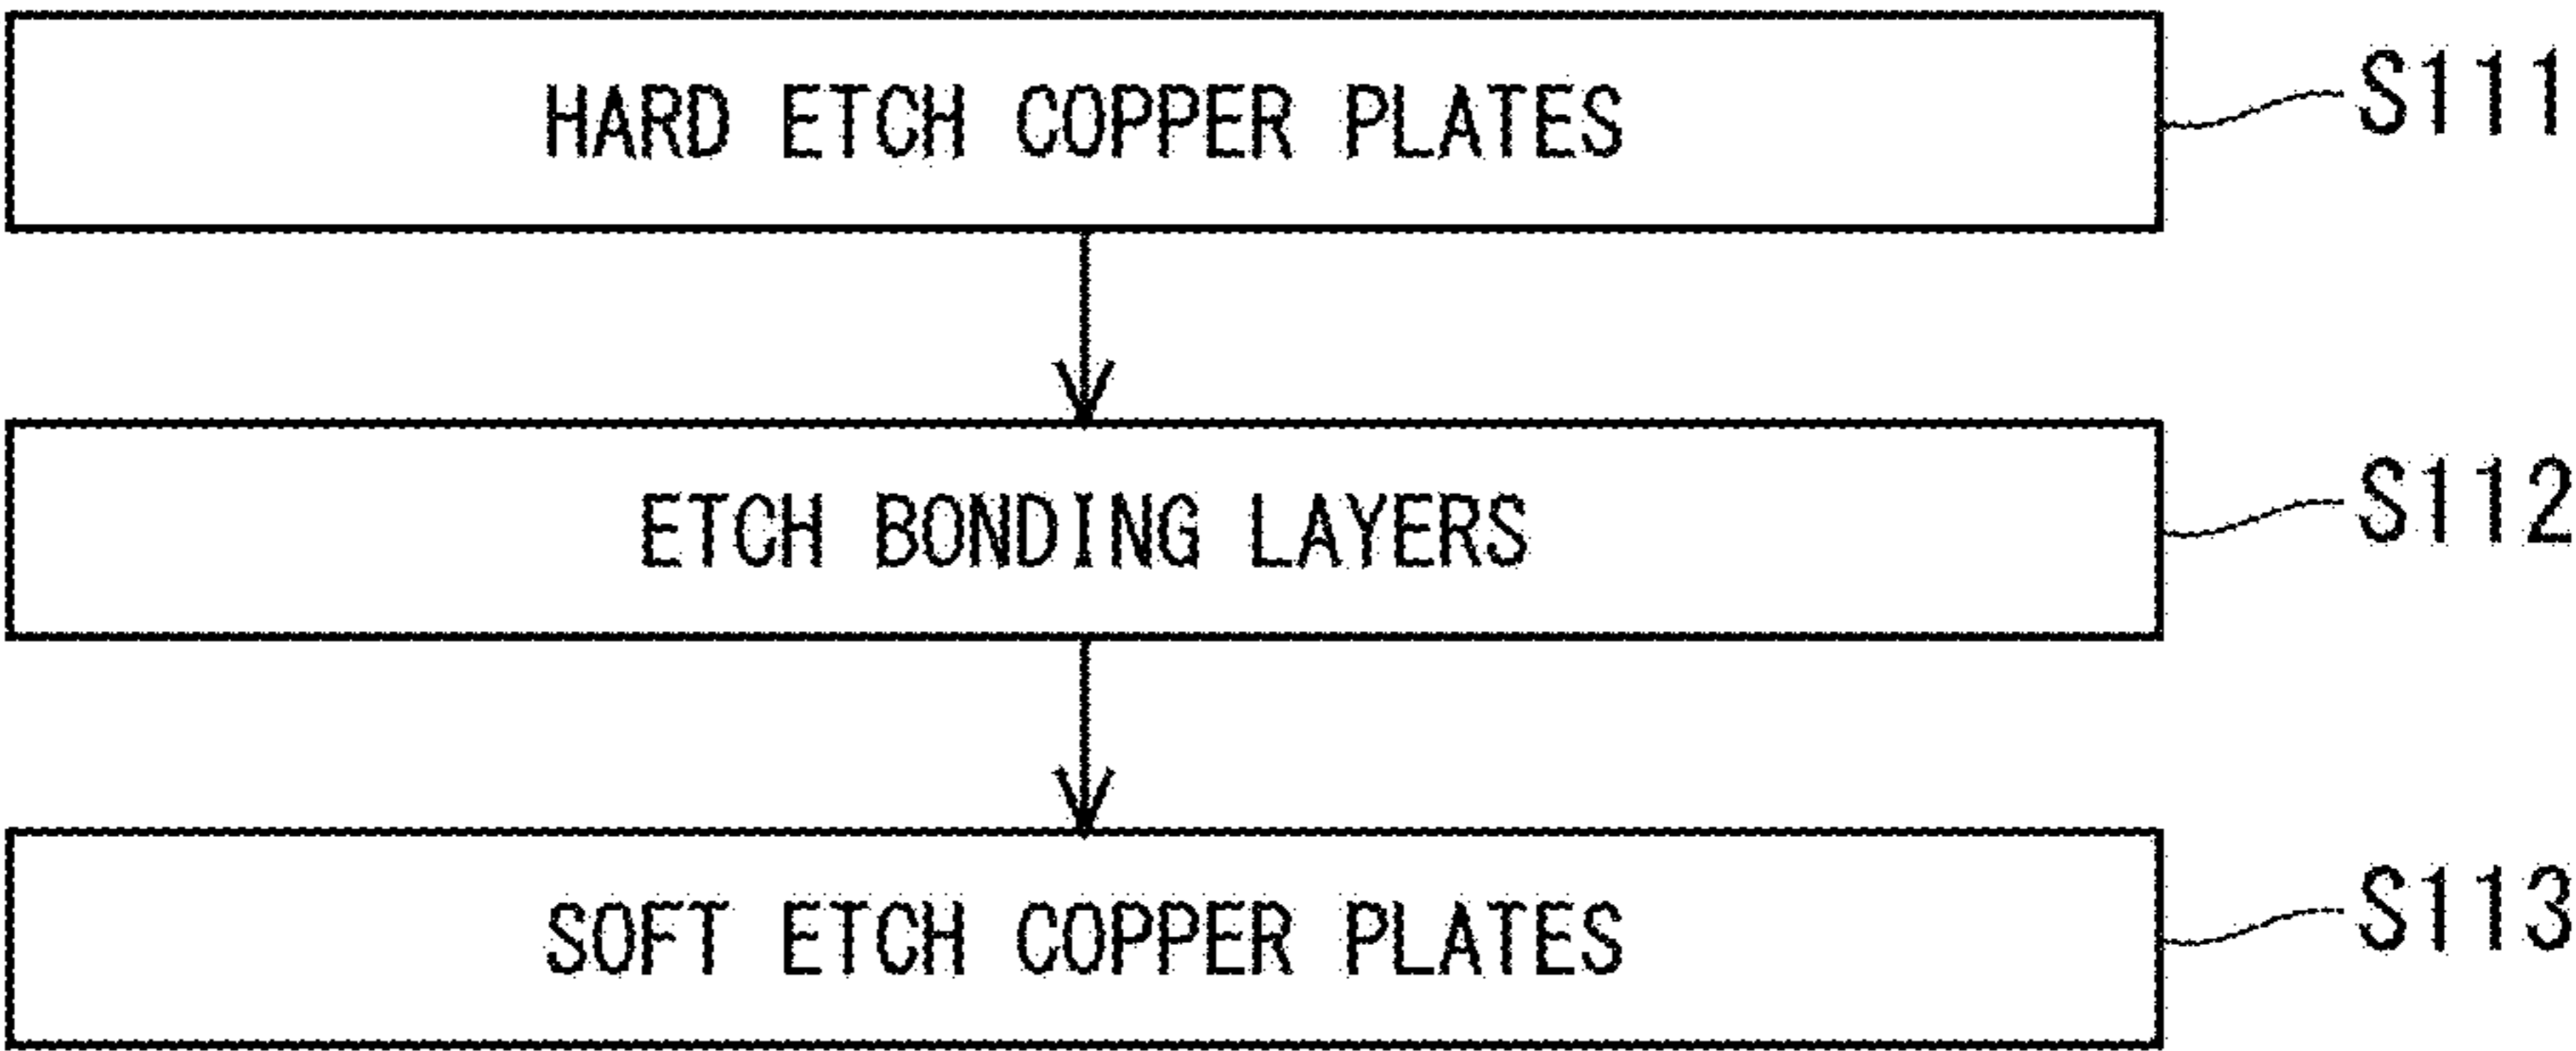 HARD ETCH COPPER PLATES
S111
ETCH BONDING LAYERS
S112
SOFT ETCH COPPER PLATES
S113